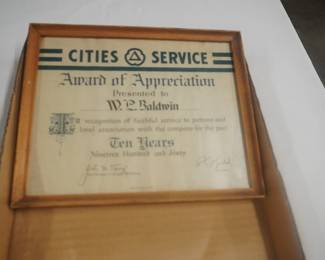 CITIES SERVICE
Award of Appreciation
Presented to
W. P. Baldwin
In recognition of faithful service to patrons and
loyal association with the company for the past
Ten Years
Nineteen Hundred and Sixty